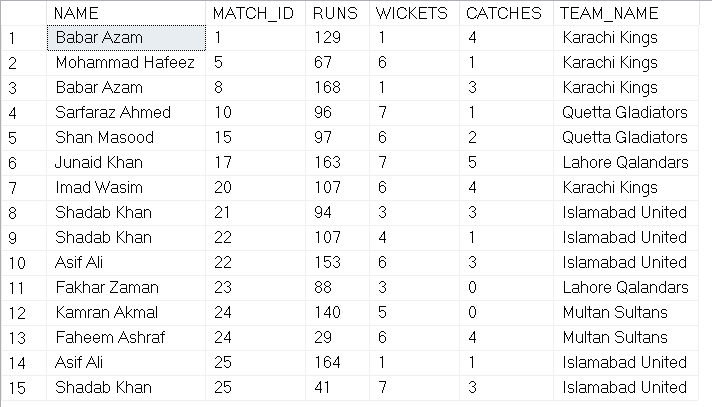 NAME MATCH_ID RUNS WICKETS CATCHES TEAM_NAME
1 Babar Azam 1 129 1 4 Karachi Kings
2 Mohammad Hafeez 5 67 6 1 Karachi Kings
3 Babar Azam 8 168 1 3 Karachi Kings
4 Sarfaraz Ahmed 10 96 7 1 Quetta Gladiators
5 Shan Masood 15 97 6 2 Quetta Gladiators
6 Junaid Khan 17 163 7 5 Lahore Qalandars
7 Imad Wasim 20 107 6 4 Karachi Kings
8 Shadab Khan 21 94 3 3 Islamabad United
9 Shadab Khan 22 107 4 1 Islamabad United
10 Asif Ali 22 153 6 3 Islamabad United
11 Fakhar Zaman 23 88 3 0 Lahore Qalandars
12 Kamran Akmal 24 140 5 0 Multan Sultans
13 Faheem Ashraf 24 29 6 4 Multan Sultans
14 Asif Ali 25 164 1 1 Islamabad United
15 Shadab Khan 25 41 7 3 Islamabad United